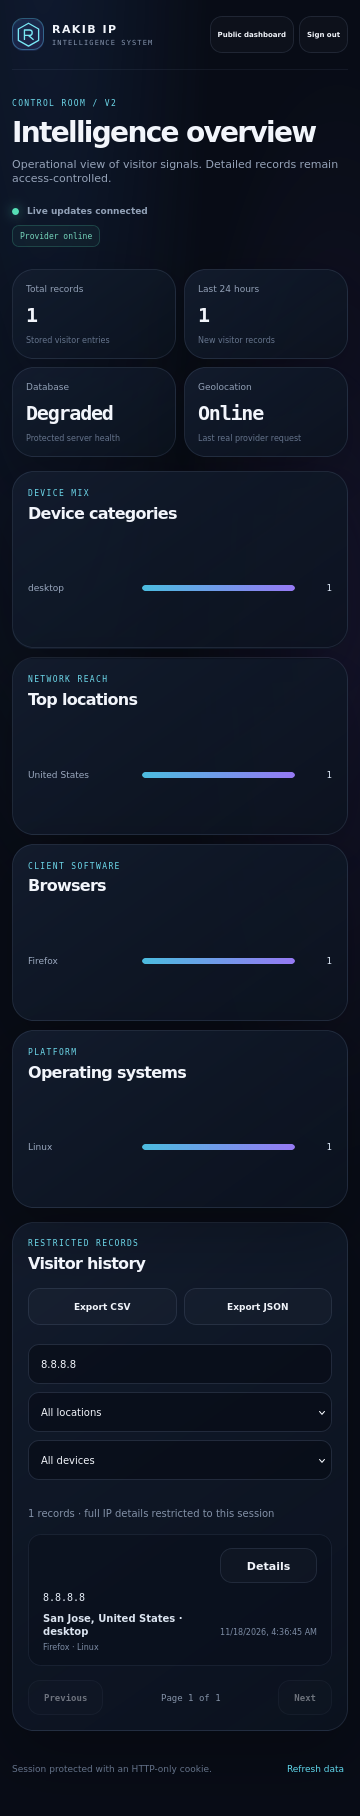 RAKIB IP
INTELLIGENCE SYSTEM
Public dashboard
Sign out
CONTROL ROOM / V2
Intelligence overview
Operational view of visitor signals. Detailed records remain
access-controlled.
Live updates connected
Provider online
Total records
1
Stored visitor entries
Last 24 hours
1
New visitor records
Database
Degraded
Protected server health
Geolocation
Online
Last real provider request
DEVICE MIX
Device categories
desktop 1
NETWORK REACH
Top locations
United States 1
CLIENT SOFTWARE
Browsers
Firefox 1
PLATFORM
Operating systems
Linux 1
RESTRICTED RECORDS
Visitor history
Export CSV
Export JSON
8.8.8.8
All locations
All devices
1 records · full IP details restricted to this session
Details
8.8.8.8
San Jose, United States ·
desktop
11/18/2026, 4:36:45 AM
Firefox · Linux
Previous
Page 1 of 1
Next
Session protected with an HTTP-only cookie.
Refresh data